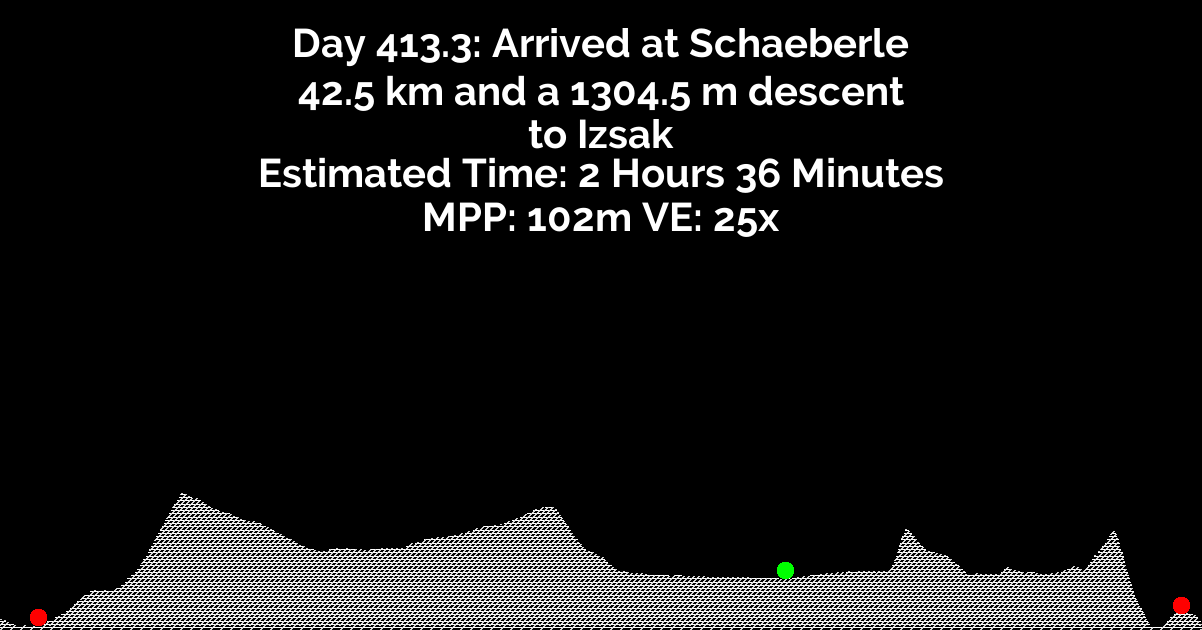 Day 413.3: Arrived at Schaeberle
42.5 km and a 1304.5 m descent
to Izsak
Estimated Time: 2 Hours 36 Minutes
MPP: 102m VE: 25x